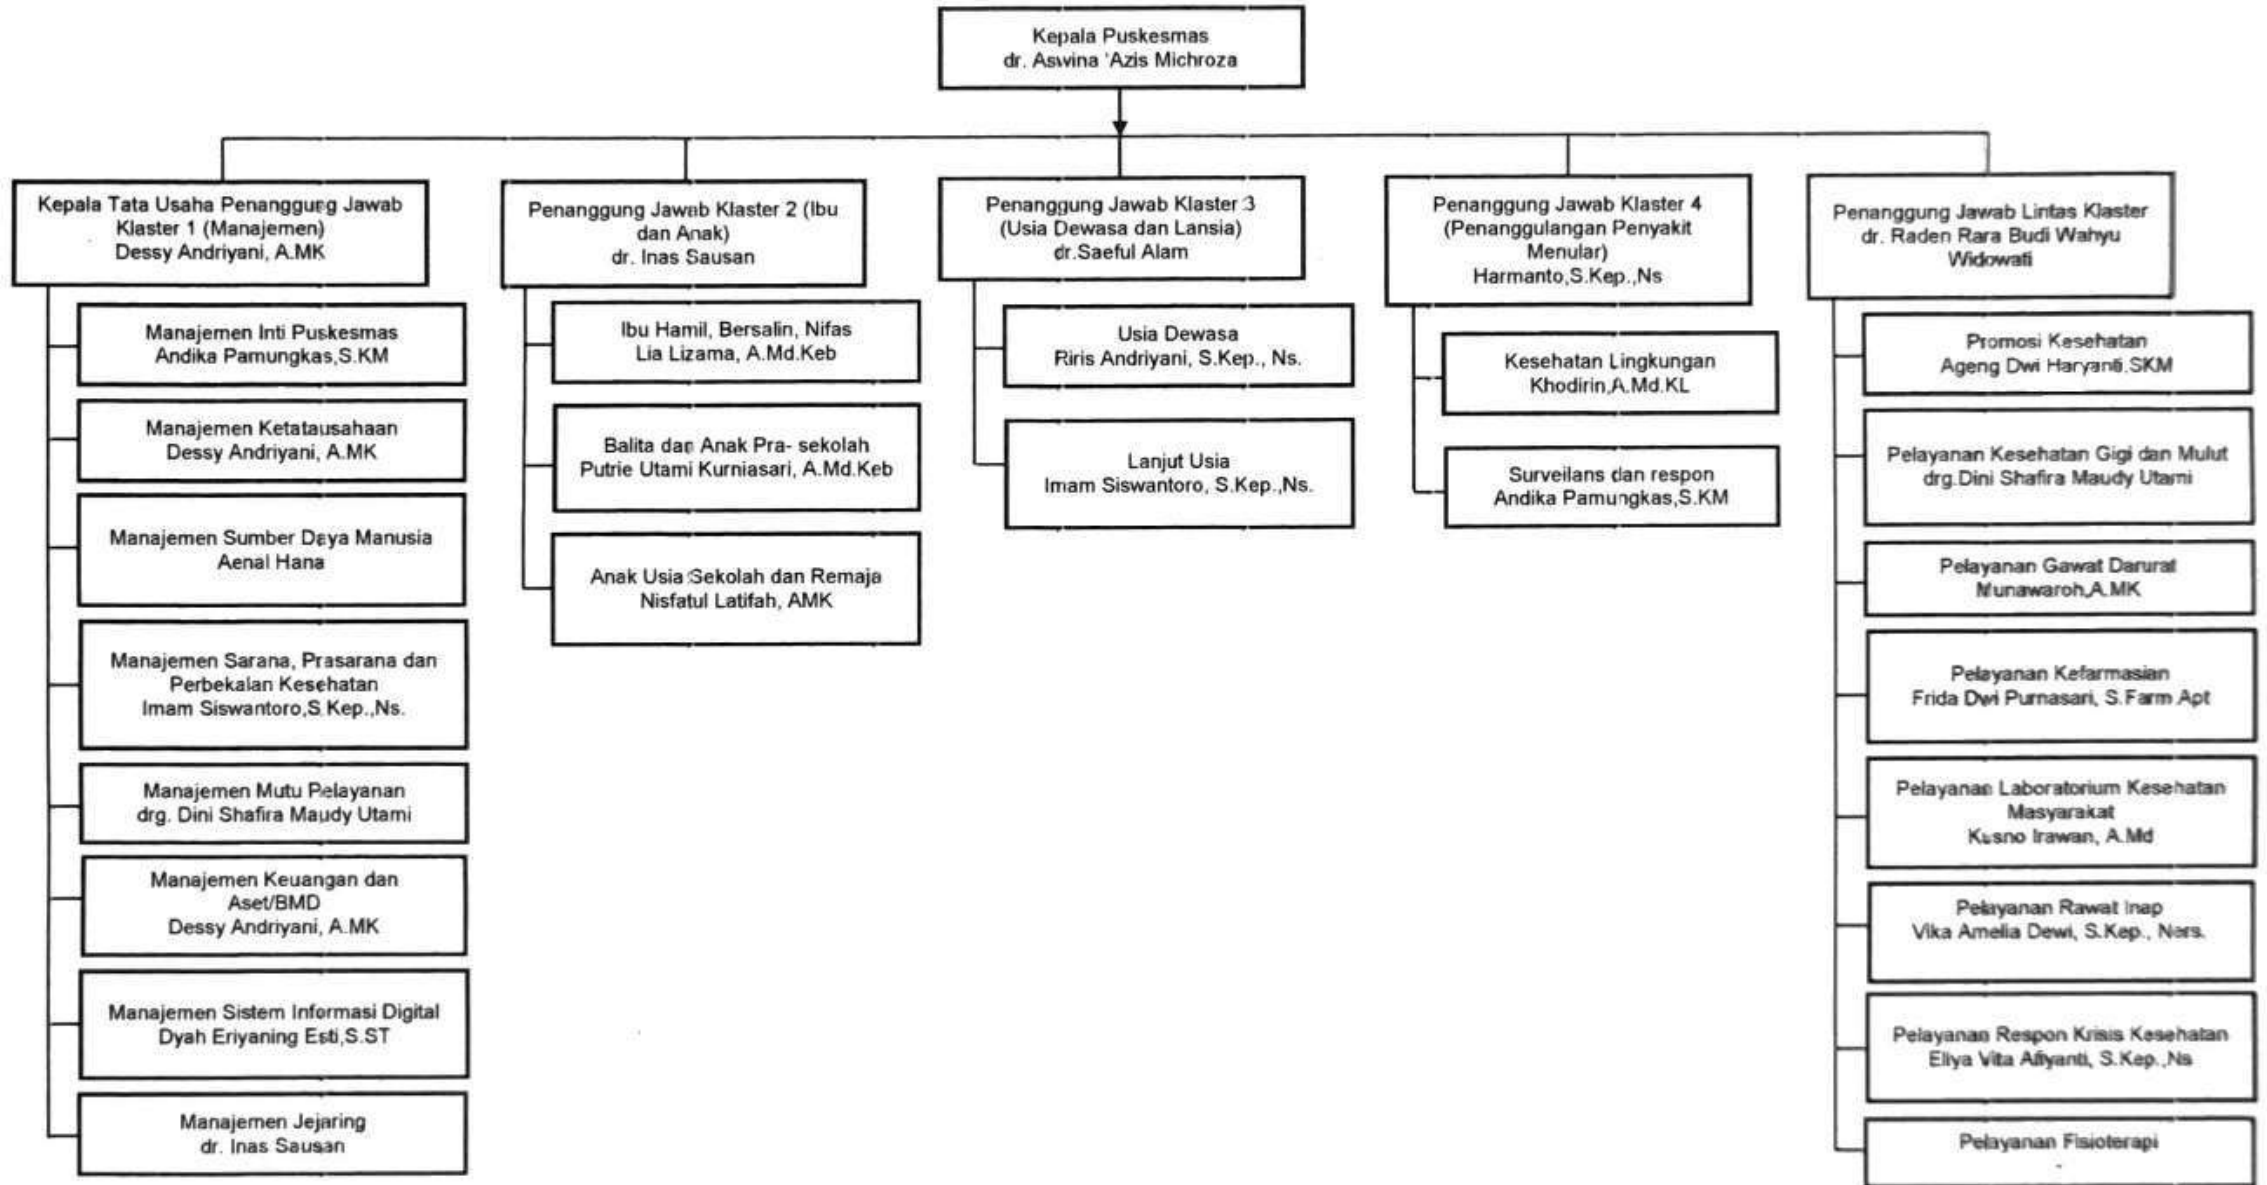 Kepala Puskesmas
dr. Aswina 'Azis Michroza
Kepala Tata Usaha Penanggung Jawab
Klaster 1 (Manajemen)
Dessy Andriyani, A.MK
Manajemen Inti Puskesmas
Andika Pamungkas,S.KM
Manajemen Ketatausahaan
Dessy Andriyani, A.MK
Manajemen Sumber Daya Manusia
Aenal Hana
Manajemen Sarana, Prasarana dan
Perbekalan Kesehatan
Imam Siswantoro,S.Kep.,Ns.
Manajemen Mutu Pelayanan
drg. Dini Shafira Maudy Utami
Manajemen Keuangan dan
Aset/BMD
Dessy Andriyani, A.MK
Manajemen Sistem Informasi Digital
Dyah Eriyaning Esti,S.ST
Manajemen Jejaring
dr. Inas Sausan
Penanggung Jawab Klaster 2 (Ibu
dan Anak)
dr. Inas Sausan
Ibu Hamil, Bersalin, Nifas
Lia Lizama, A.Md.Keb
Balita dan Anak Pra- sekolah
Putrie Utami Kurniasari, A.Md.Keb
Anak Usia Sekolah dan Remaja
Nisfatul Latifah, AMK
Penanggung Jawab Klaster 3
(Usia Dewasa dan Lansia)
dr.Saeful Alam
Usia Dewasa
Riris Andriyani, S.Kep., Ns.
Lanjut Usia
Imam Siswantoro, S.Kep.,Ns.
Penanggung Jawab Klaster 4
(Penanggulangan Penyakit
Menular)
Harmanto,S.Kep.,Ns
Kesehatan Lingkungan
Khodirin,A.Md.KL
Surveilans dan respon
Andika Pamungkas,S.KM
Penanggung Jawab Lintas Klaster
dr. Raden Rara Budi Wahyu
Widowati
Promosi Kesehatan
Ageng Dwi Haryanti,SKM
Pelayanan Kesehatan Gigi dan Mulut
drg.Dini Shafira Maudy Utami
Pelayanan Gawat Darurat
Munawaroh,A.MK
Pelayanan Kefarmasian
Frida Dwi Purnasari, S.Farm.Apt
Pelayanan Laboratorium Kesehatan
Masyarakat
Kusno Irawan, A.Md
Pelayanan Rawat Inap
Vika Amelia Dewi, S.Kep., Ners.
Pelayanan Respon Krisis Kesehatan
Eliya Vita Afiyanti, S.Kep.,Ns
Pelayanan Fisioterapi
-